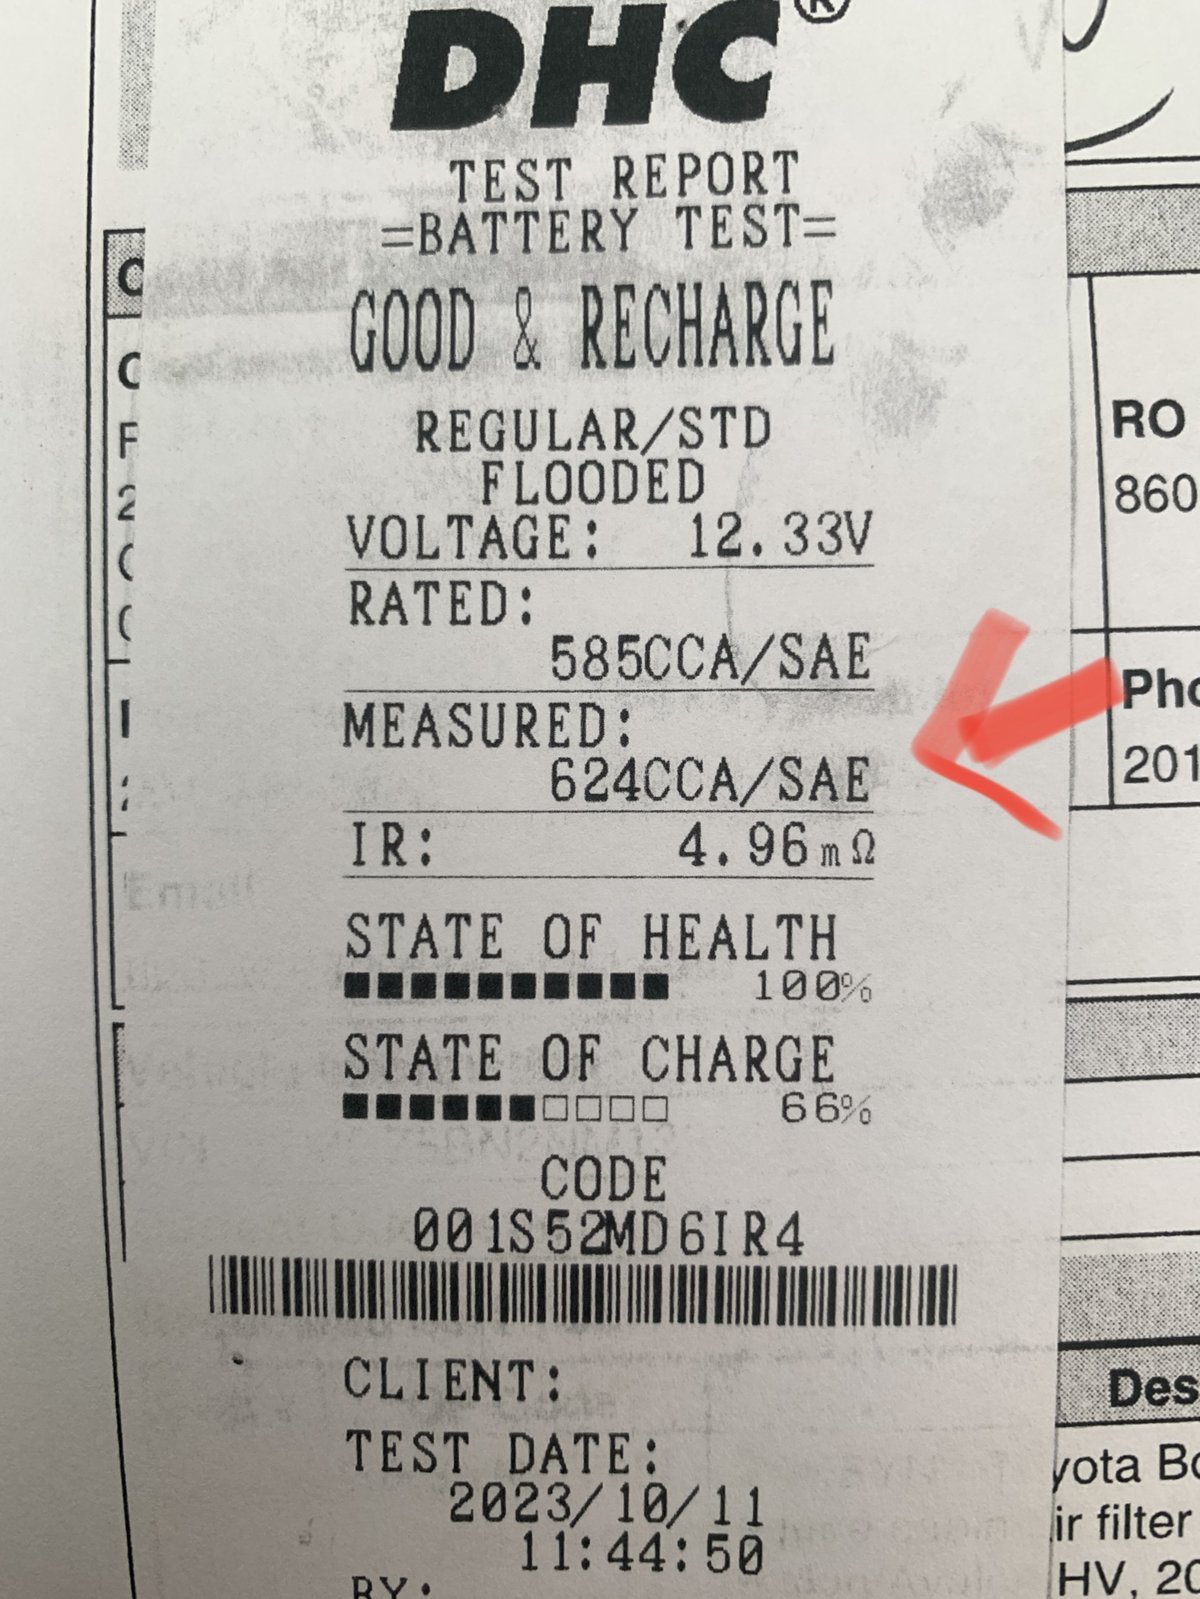 DHC®
TEST REPORT
=BATTERY TEST=
GOOD & RECHARGE
REGULAR/STD
FLOODED
VOLTAGE: 12.33V
RATED:
585CCA/SAE
MEASURED:
624CCA/SAE
IR: 4.96mΩ
STATE OF HEALTH
100%
STATE OF CHARGE
66%
CODE
001S52MD6IR4
CLIENT:
TEST DATE:
2023/10/11
11:44:50
BY:
RO
860
Pho
201
Des
yota Bo
ir filter
HV, 20